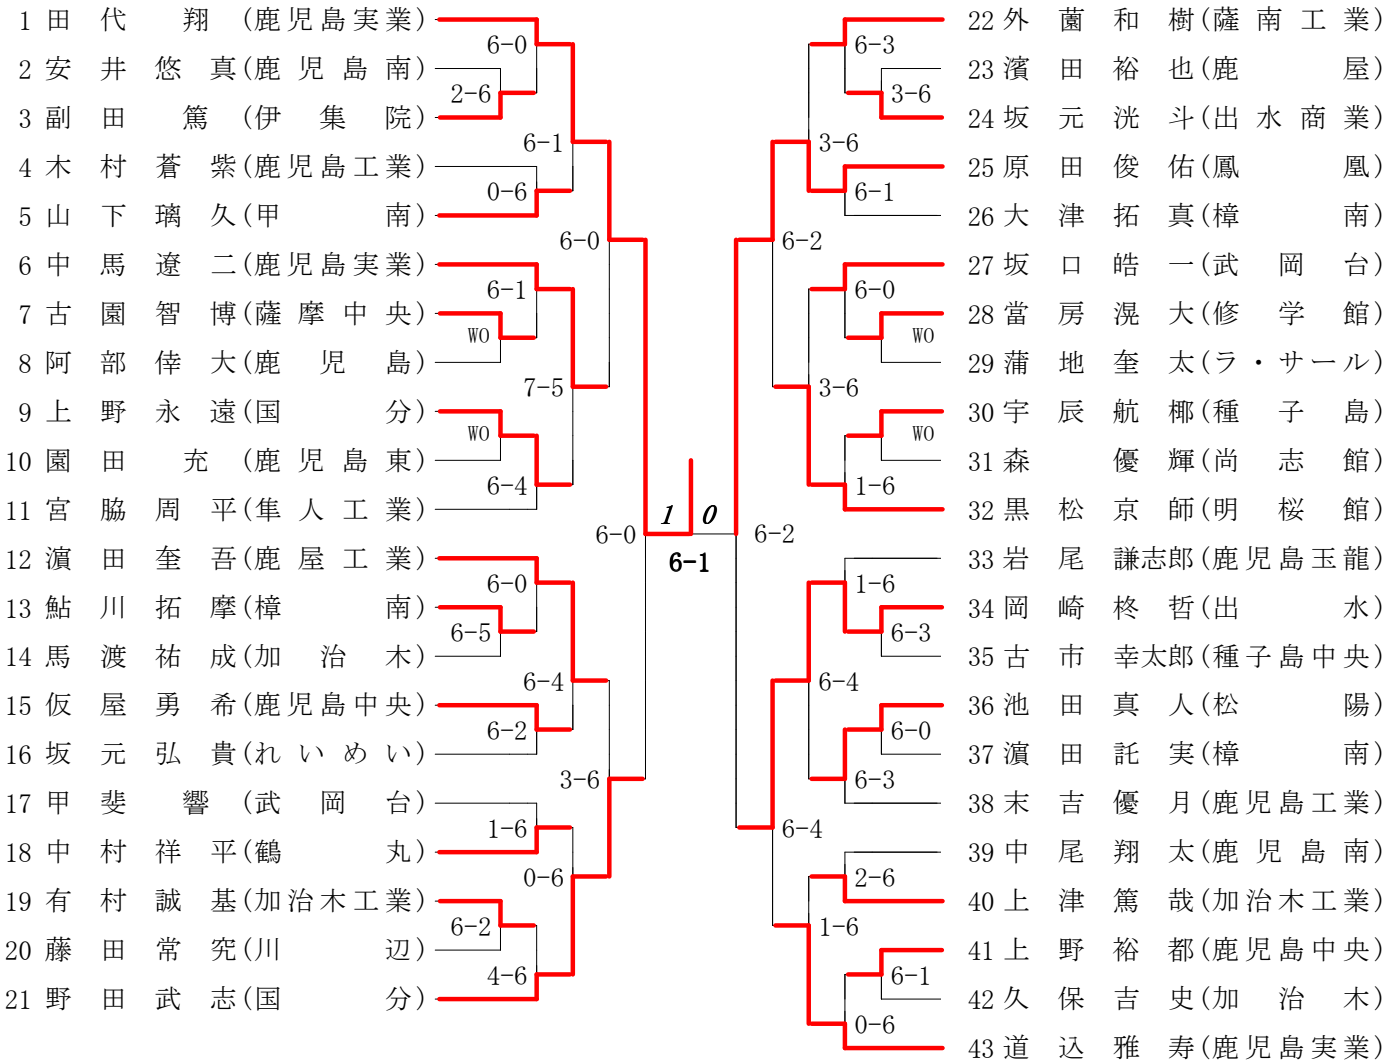 1 田代 翔 (鹿児島実業)
2 安井悠真(鹿児島南)
3 副田 篤 (伊集院)
4 木村蒼紫(鹿児島工業)
5 山下璃久(甲南)
6 中馬遼二(鹿児島実業)
7 古園智博(薩摩中央)
8 阿部倖大(鹿児島)
9 上野永遠(国分)
10 園田 充 (鹿児島東)
11 宮脇周平(隼人工業)
12 濵田奎吾(鹿屋工業)
13 鮎川拓摩(樟南)
14 馬渡祐成(加治木)
15 仮屋勇希(鹿児島中央)
16 坂元弘貴(れいめい)
17 甲斐 響 (武岡台)
18 中村祥平(鶴丸)
19 有村誠基(加治木工業)
20 藤田常究(川辺)
21 野田武志(国分)
6-0
2-6
6-1
0-6
6-0
6-1
WO
7-5
WO
6-4
6-0
6-0
6-5
6-4
6-2
3-6
1-6
0-6
6-2
4-6
1 0
6-1
22 外薗和樹(薩南工業)
23 濱田裕也(鹿屋)
24 坂元洸斗(出水商業)
25 原田俊佑(鳳凰)
26 大津拓真(樟南)
27 坂口皓一(武岡台)
28 當房滉大(修学館)
29 蒲地奎太(ラ・サール)
30 宇辰航椰(種子島)
31 森 優輝(尚志館)
32 黒松京師(明桜館)
33 岩尾謙志郎(鹿児島玉龍)
34 岡崎柊哲(出水)
35 古市幸太郎(種子島中央)
36 池田真人(松陽)
37 濵田託実(樟南)
38 末吉優月(鹿児島工業)
39 中尾翔太(鹿児島南)
40 上津篤哉(加治木工業)
41 上野裕都(鹿児島中央)
42 久保吉史(加治木)
43 道込雅寿(鹿児島実業)
6-3
3-6
3-6
6-1
6-2
6-0
WO
3-6
WO
1-6
6-2
1-6
6-3
6-4
6-0
6-3
6-4
2-6
1-6
6-1
0-6